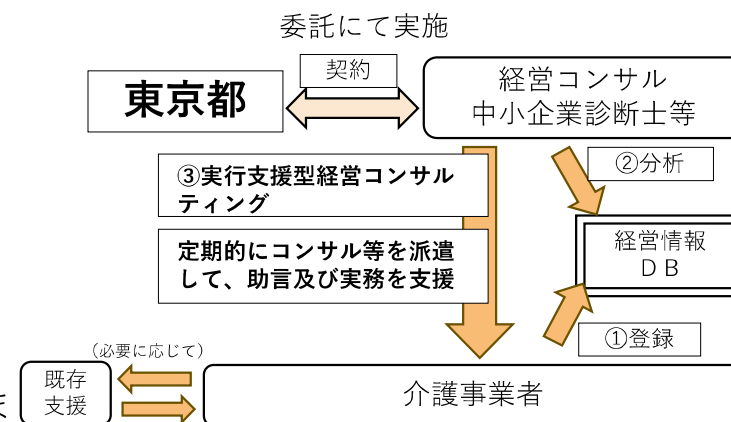 委託にて実施
契約
東京都
経営コンサル
中小企業診断士等
③実行支援型経営コンサル
ティング
②分析
定期的にコンサル等を派遣
して、助言及び実務を支援
経営情報
ＤＢ
①登録
（必要に応じて）
既存
支援
介護事業者